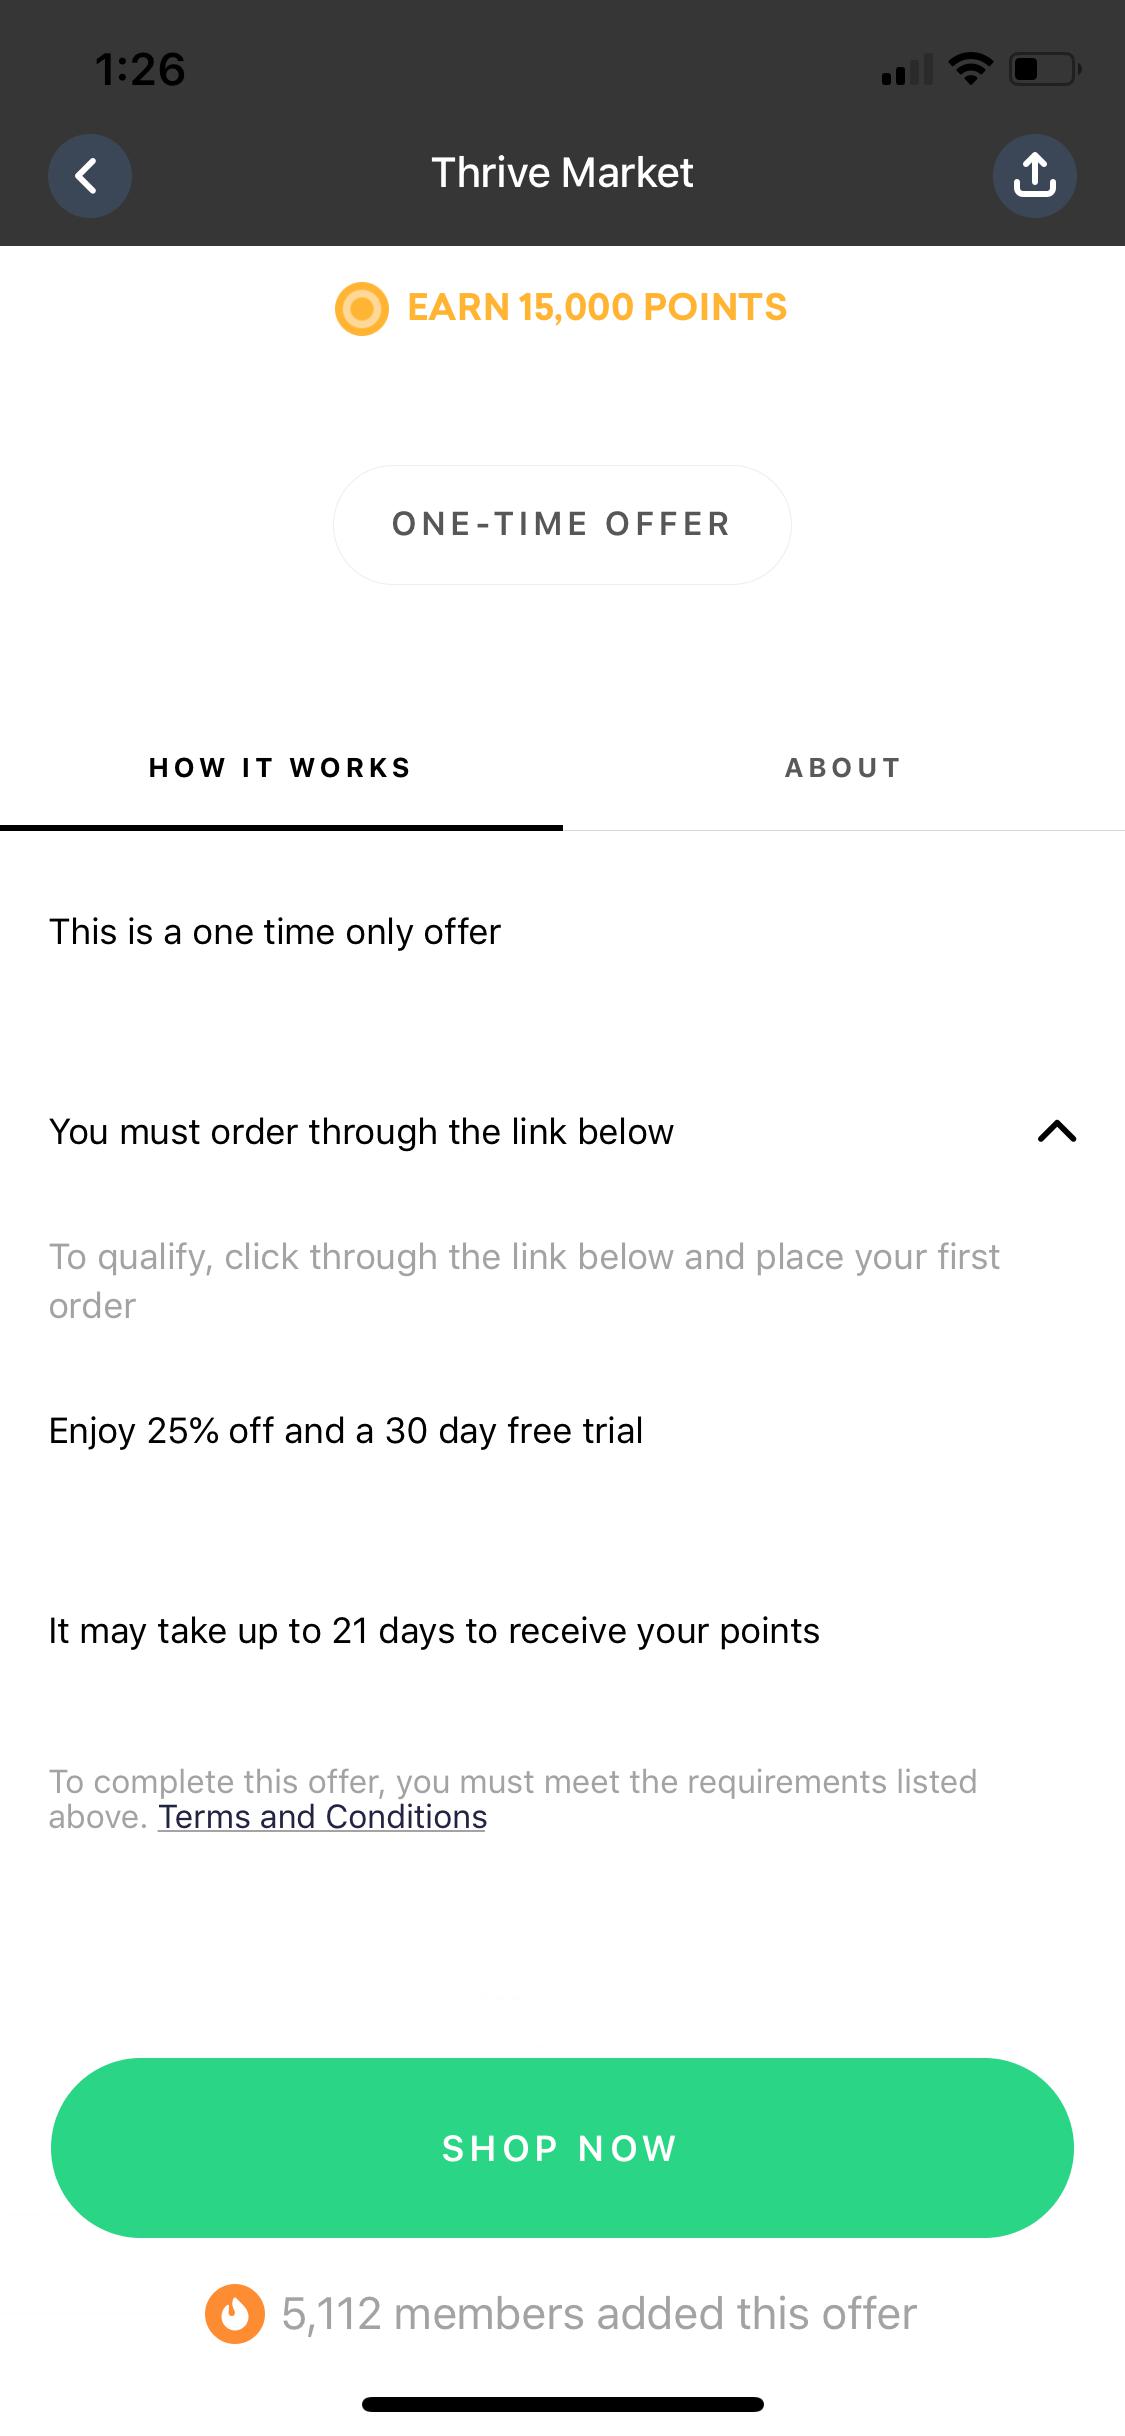 1:26
Thrive Market
EARN 15,000 POINTS
ONE-TIME OFFER
HOW IT WORKS
ABOUT
This is a one time only offer
You must order through the link below
To qualify, click through the link below and place your first
order
Enjoy 25% off and a 30 day free trial
It may take up to 21 days to receive your points
To complete this offer, you must meet the requirements listed
above. Terms and Conditions
SHOP NOW
5,112 members added this offer